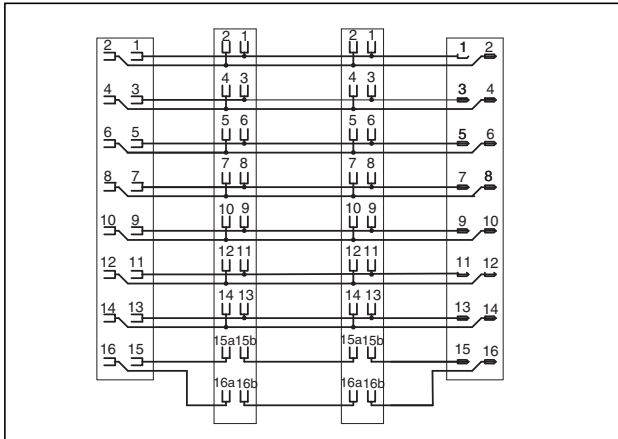 2 1 2 1 2 1 1 2
4 3 4 3 4 3 3 4
6 5 5 6 5 6 5 6
8 7 7 8 7 8 7 8
10 9 10 9 10 9 9 10
12 11 12 11 12 11 11 12
14 13 14 13 14 13 13 14
16 15 15a 15b 15a 15b 15 16
16a 16b 16a 16b